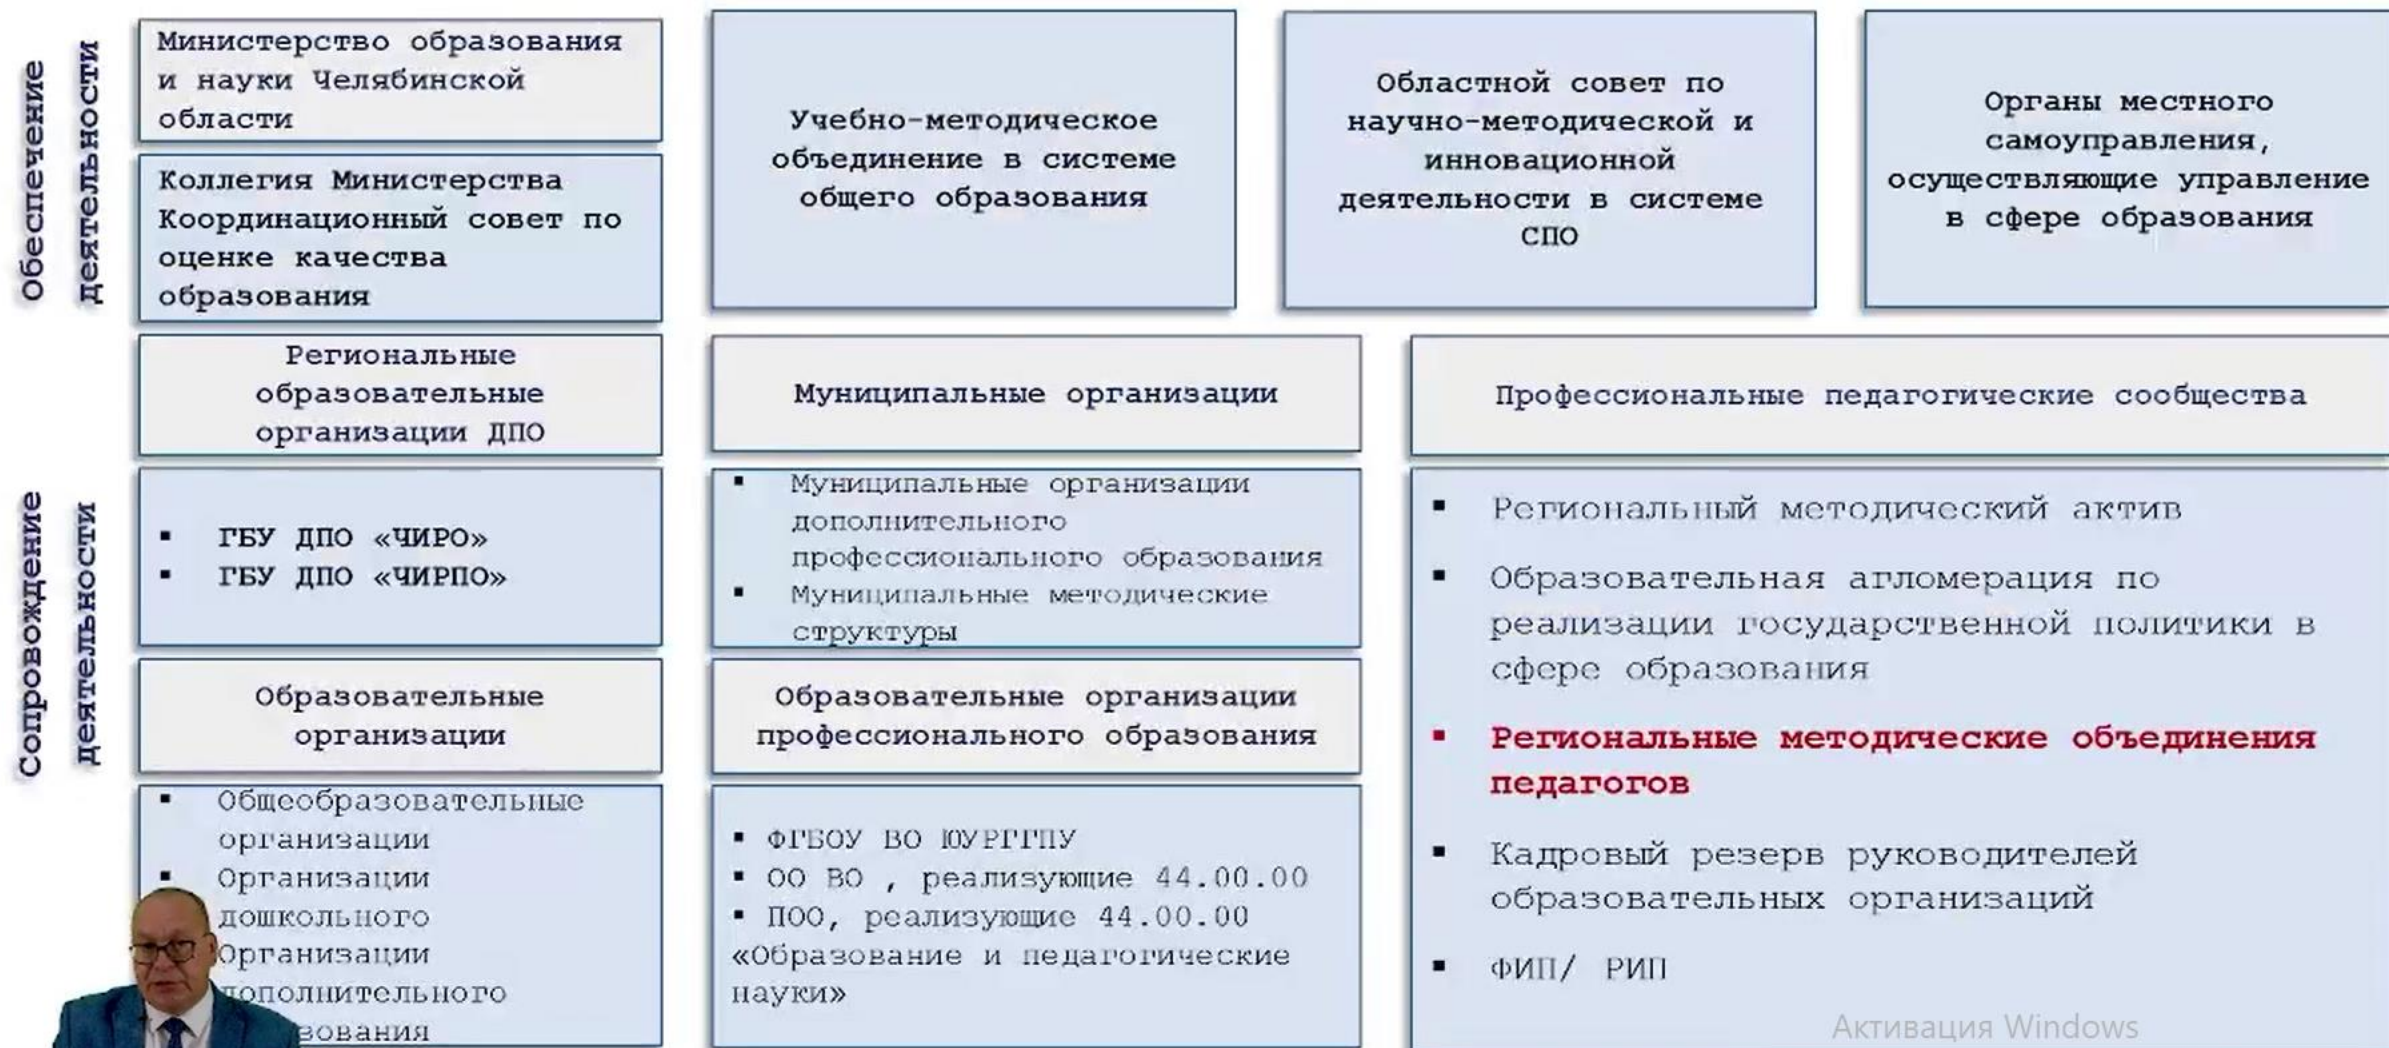 Обеспечение
деятельности
Министерство образования
и науки Челябинской
области
Коллегия Министерства
Координационный совет по
оценке качества
образования
Учебно-методическое
объединение в системе
общего образования
Областной совет по
научно-методической и
инновационной
деятельности в системе
СПО
Органы местного
самоуправления,
осуществляющие управление
в сфере образования
Сопровождение
деятельности
Региональные
образовательные
организации ДПО
▪ ГБУ ДПО «ЧИРО»
▪ ГБУ ДПО «ЧИРПО»
Образовательные
организации
▪ Общеобразовательные
организации
▪ Организации
дошкольного
Организации
дополнительного
зования
Муниципальные организации
▪ Муниципальные организации
дополнительного
профессионального образования
▪ Муниципальные методические
структуры
Образовательные организации
профессионального образования
▪ ФГБОУ ВО ЮУРГГПУ
▪ ОО ВО , реализующие 44.00.00
▪ ПОО, реализующие 44.00.00
«Образование и педагогические
науки»
Профессиональные педагогические сообщества
▪ Региональный методический актив
▪ Образовательная агломерация по
реализации государственной политики в
сфере образования
▪ Региональные методические объединения
педагогов
▪ Кадровый резерв руководителей
образовательных организаций
▪ ФИП/ РИП
Активация Windows